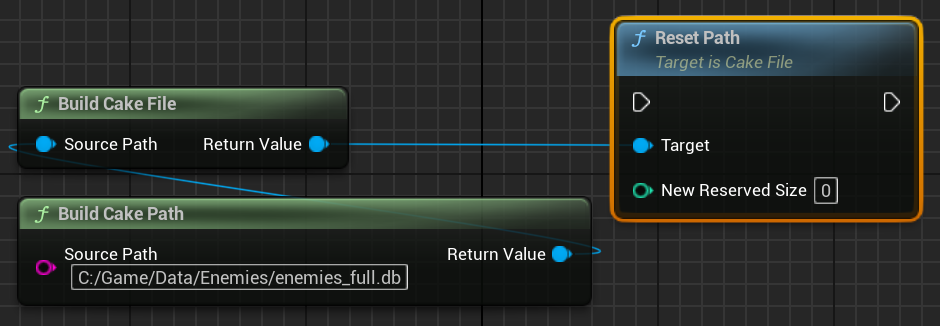 Reset Path
Target is Cake File
Build Cake File
Source Path
Return Value
Target
New Reserved Size
0
Build Cake Path
Source Path
Return Value
C:/Game/Data/Enemies/enemies_full.db